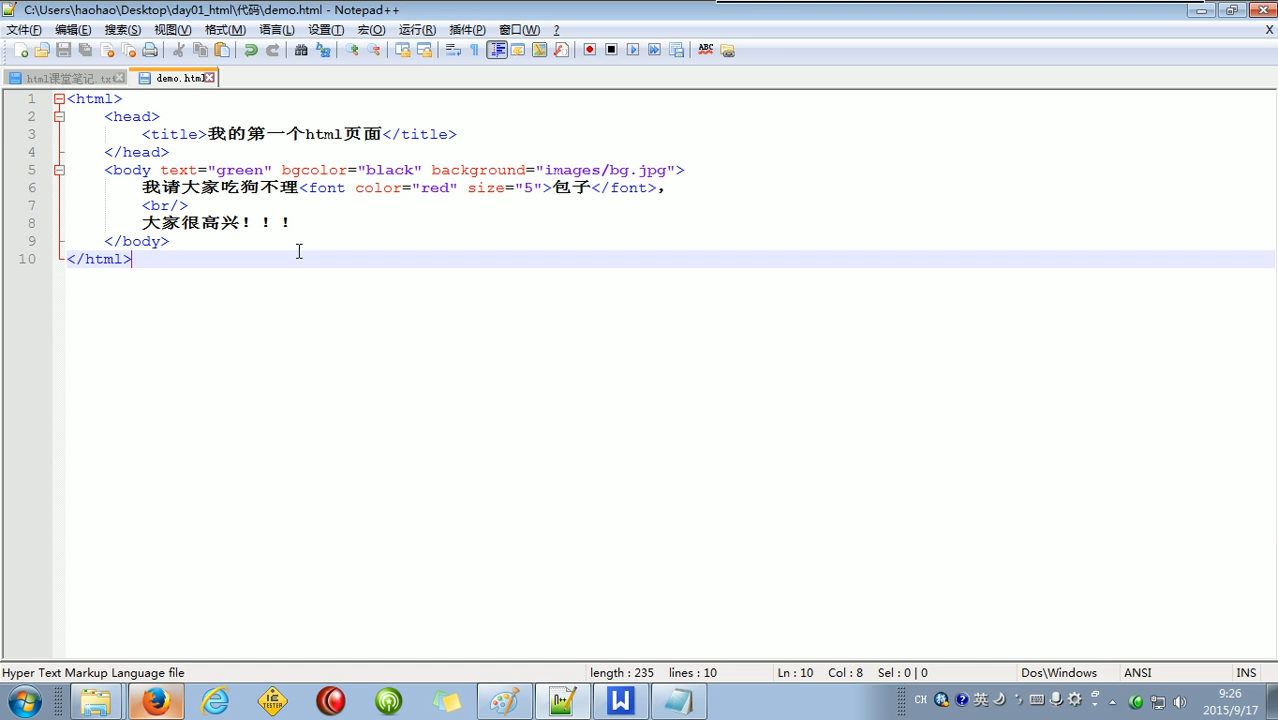 C:\Users\haohao\Desktop\day01_html\代码\demo.html - Notepad++
文件(F) 编辑(E) 搜索(S) 视图(V) 格式(M) 语言(L) 设置(T) 宏(O) 运行(R) 插件(P) 窗口(W) ? X
ABC
html课堂笔记.txt demo.html
1 <html>
2 <head>
3 <title>我的第一个html页面</title>
4 </head>
5 <body text="green" bgcolor="black" background="images/bg.jpg">
6 我请大家吃狗不理<font color="red" size="5">包子</font>，
7 <br/>
8 大家很高兴！！！
9 </body>
10 </html>
Hyper Text Markup Language file length : 235 lines : 10 Ln : 10 Col : 8 Sel : 0 | 0 Dos\Windows ANSI INS
IE TESTER W CH 英 9:26
2015/9/17